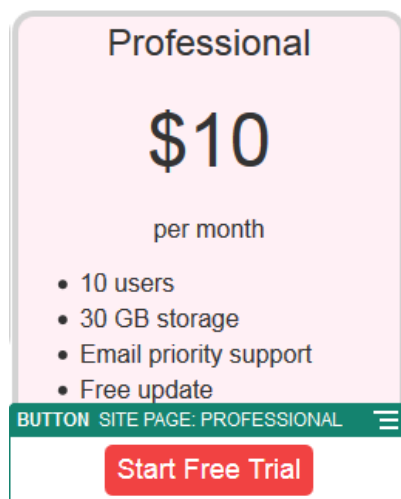 Professional
$10
per month
• 10 users
• 30 GB storage
• Email priority support
• Free update
BUTTON SITE PAGE: PROFESSIONAL
Start Free Trial